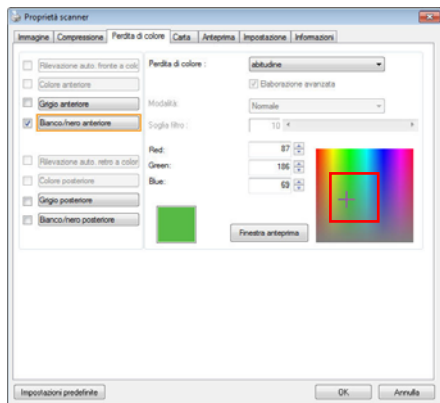 Proprietà scanner
Immagine Compressione Perdita di colore Carta Anteprima Impostazione Informazioni
Rilevazione auto. fronte a colo
Colore anteriore
Grigio anteriore
Bianco/nero anteriore
Rilevazione auto. retro a color
Colore posteriore
Grigio posteriore
Bianco/nero posteriore
Perdita di colore : abitudine
Elaborazione avanzata
Modalità: Normale
Soglia filtro : 10
Red: 87
Green: 186
Blue: 69
Finestra anteprima
Impostazioni predefinite OK Annulla